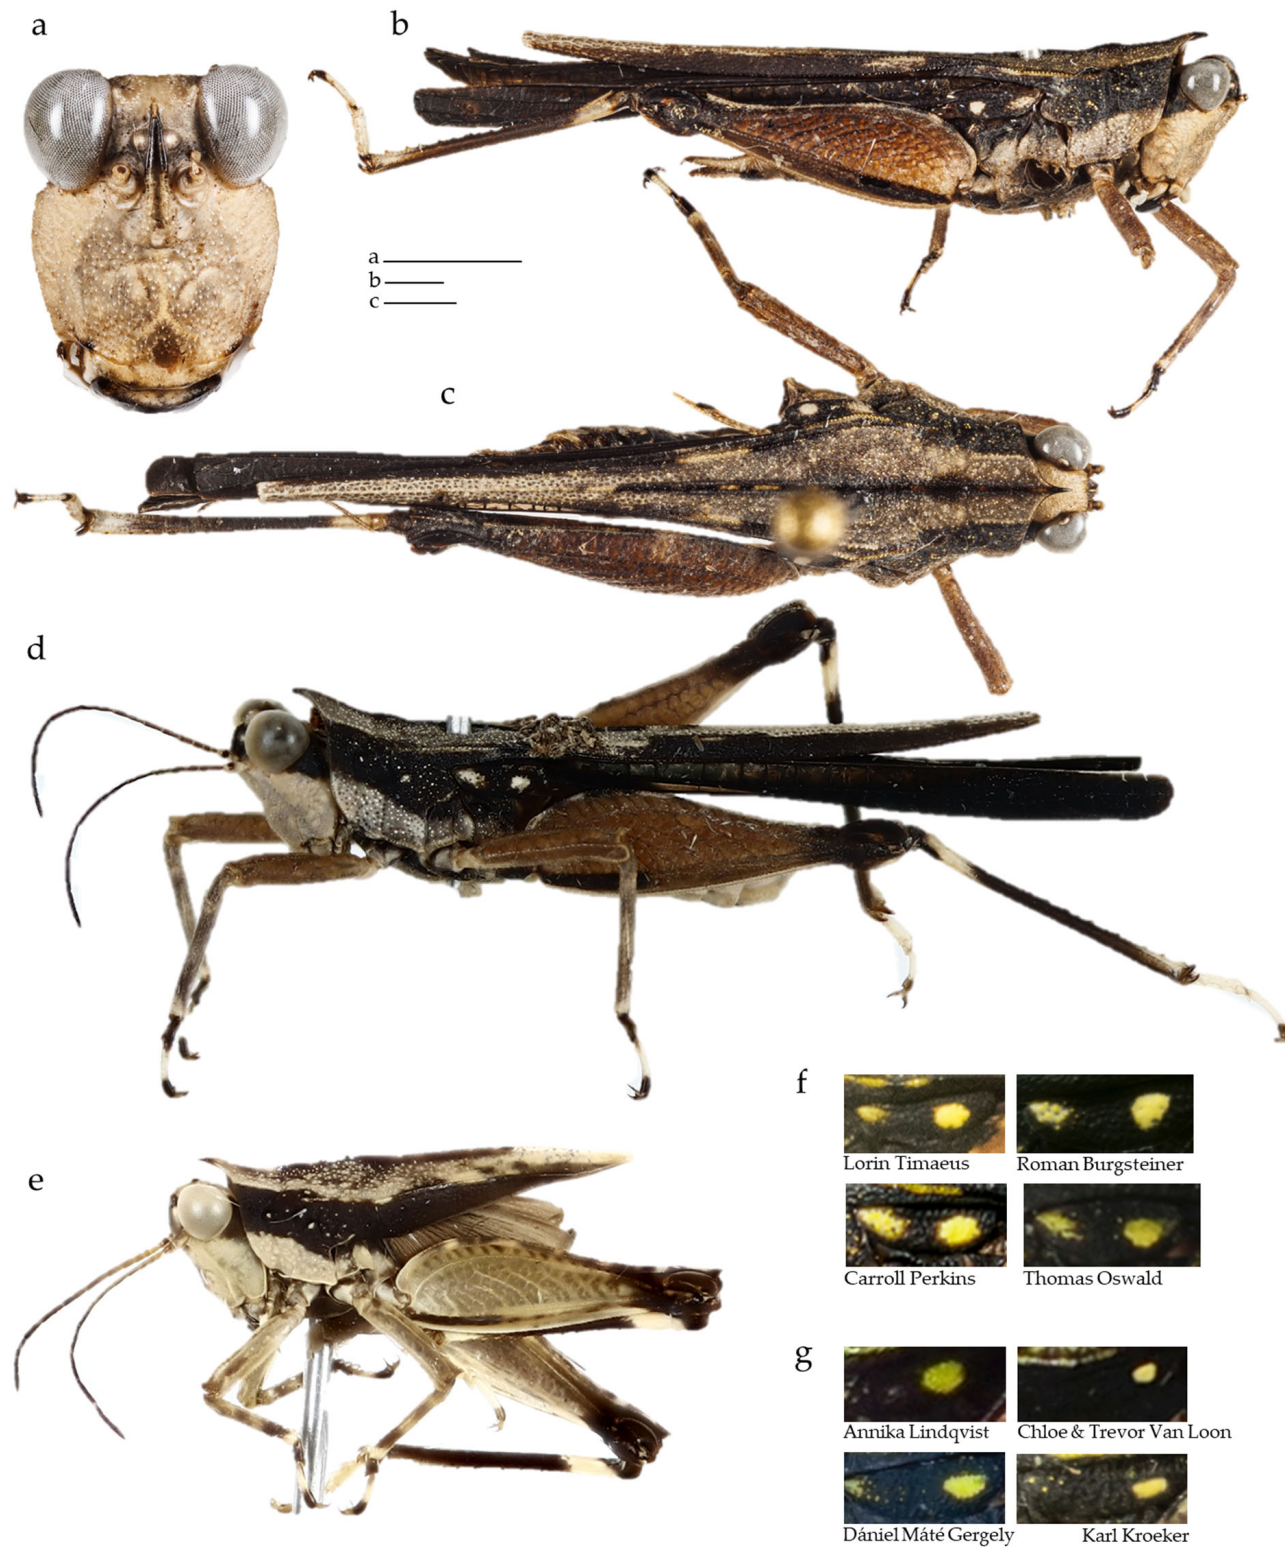 a
b
a
b
c
c
d
e
f
Lorin Timaeus
Roman Burgsteiner
Carroll Perkins
Thomas Oswald
g
Annika Lindqvist
Chloe & Trevor Van Loon
Dániel Máté Gergely
Karl Kroeker